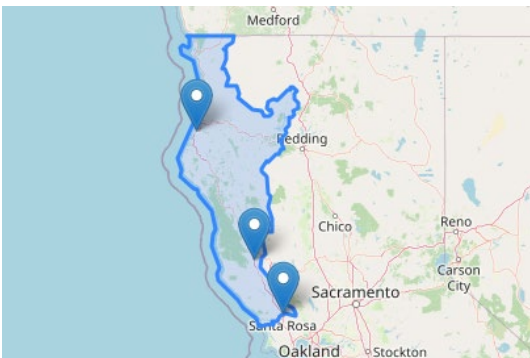 Medford
Redding
Chico
Reno
Carson
City
Sacramento
Santa Rosa
Oakland
Stockton